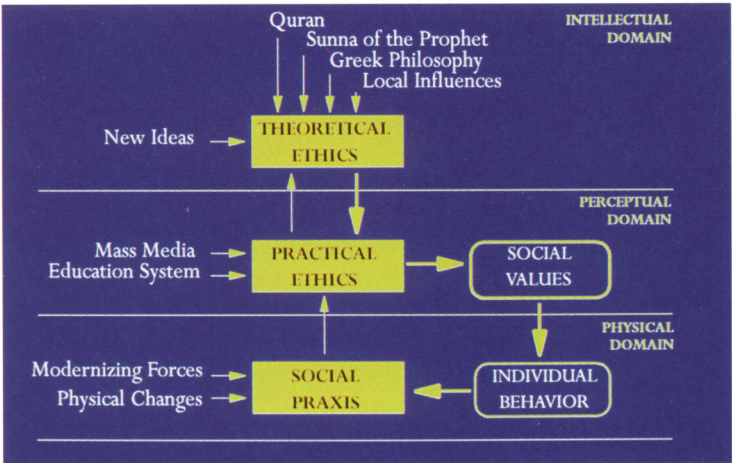 Quran
INTELLECTUAL
DOMAIN
Sunna of the Prophet
Greek Philosophy
Local Influences
New Ideas
THEORETICAL
ETHICS
PERCEPTUAL
DOMAIN
Mass Media
Education System
PRACTICAL
ETHICS
SOCIAL
VALUES
PHYSICAL
DOMAIN
Modernizing Forces
Physical Changes
SOCIAL
PRAXIS
INDIVIDUAL
BEHAVIOR